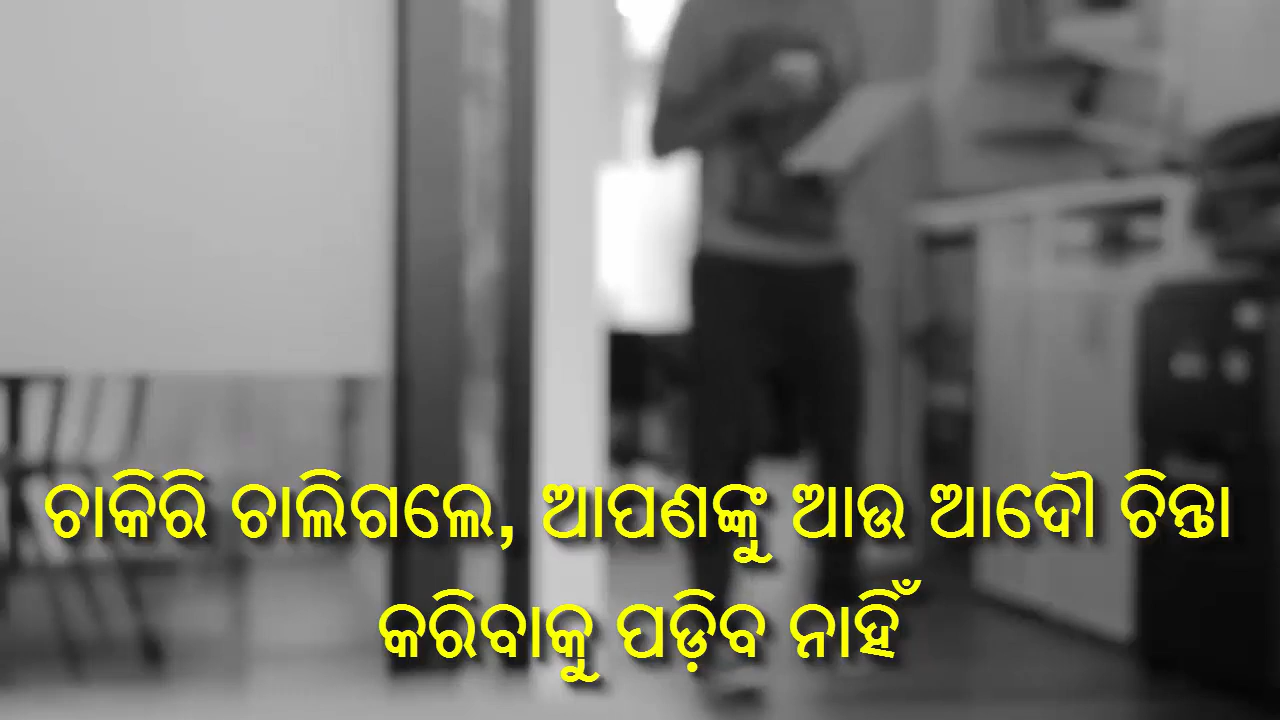 ଚାକିରି ଚାଲିଗଲେ, ଆପଣଙ୍କୁ ଆଉ ଆଦୌ ଚିନ୍ତା
କରିବାକୁ ପଡ଼ିବ ନାହିଁ